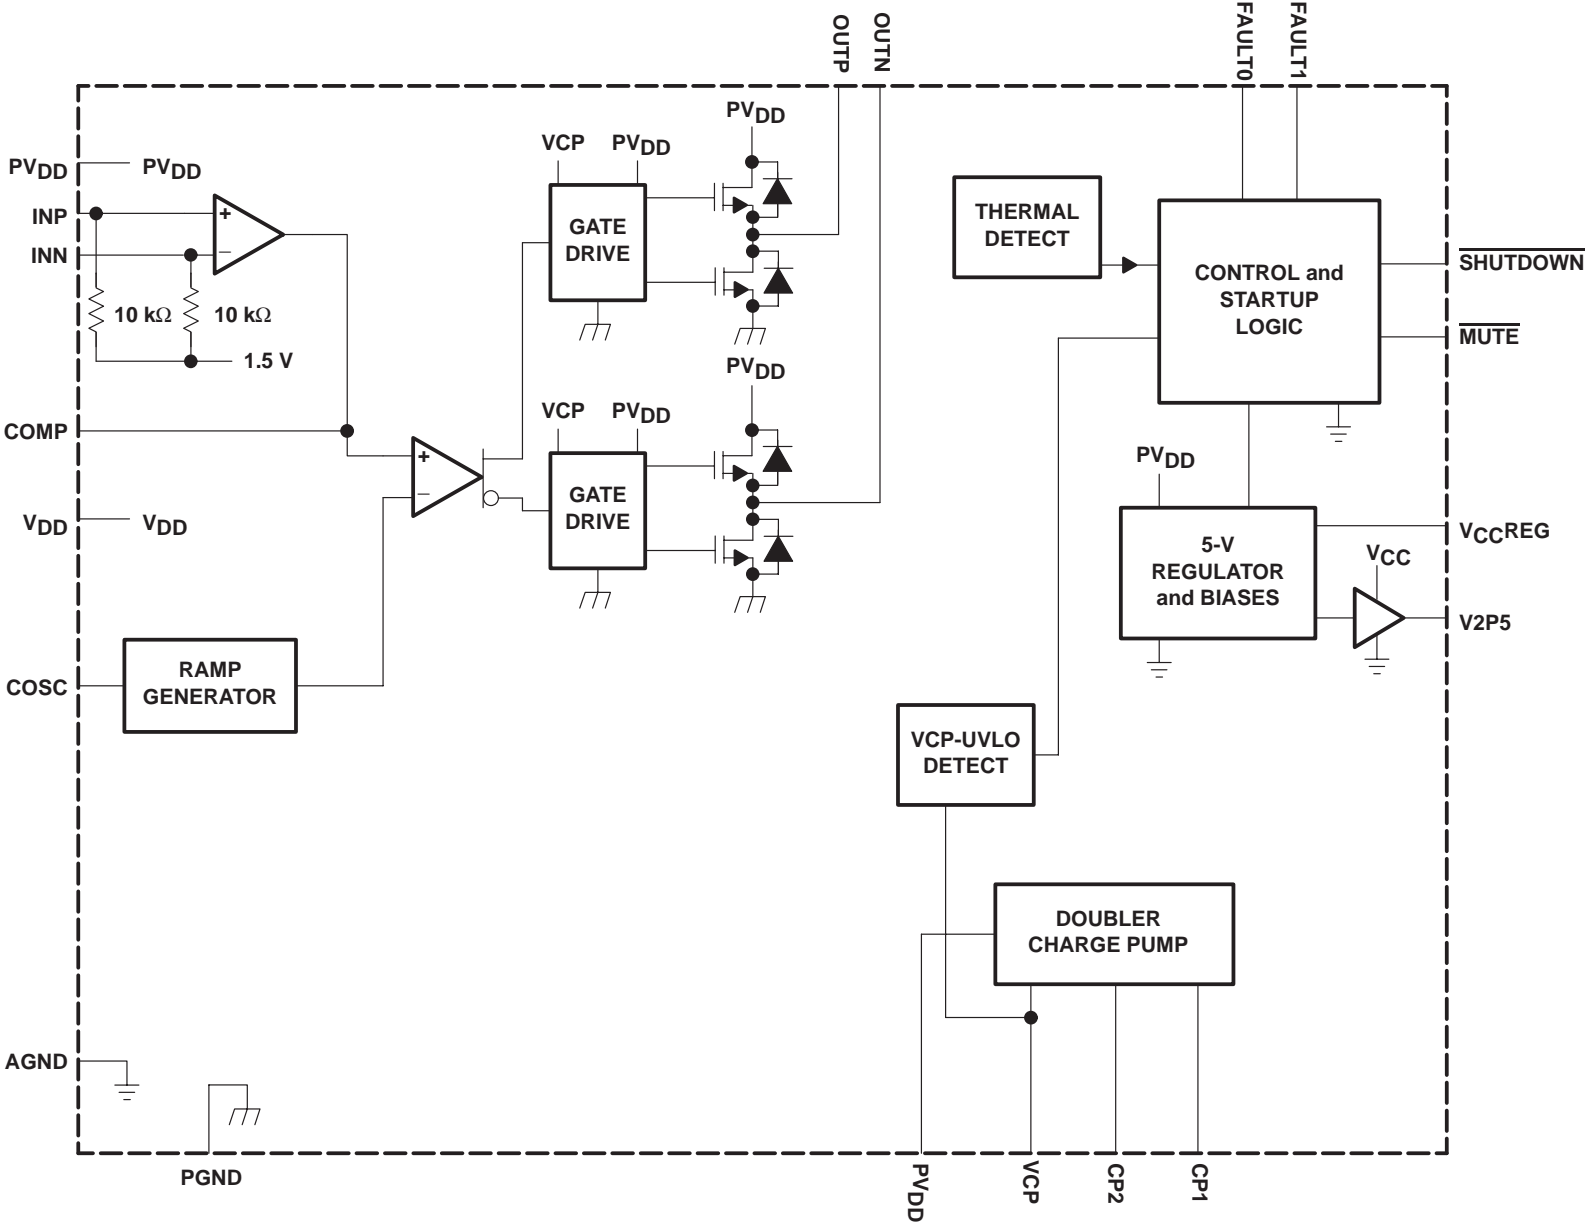 OUTP
OUTN
FAULT0
FAULT1
PVDD
VCP
PVDD
PVDD
PVDD
INP
+
INN
−
10 kΩ
10 kΩ
1.5 V
GATE
DRIVE
THERMAL
DETECT
CONTROL and
STARTUP
LOGIC
SHUTDOWN
MUTE
PVDD
VCP
PVDD
COMP
+
−
GATE
DRIVE
VDD
VDD
PVDD
5-V
REGULATOR
and BIASES
VCCREG
VCC
V2P5
COSC
RAMP
GENERATOR
VCP-UVLO
DETECT
DOUBLER
CHARGE PUMP
AGND
PGND
PVDD
VCP
CP2
CP1